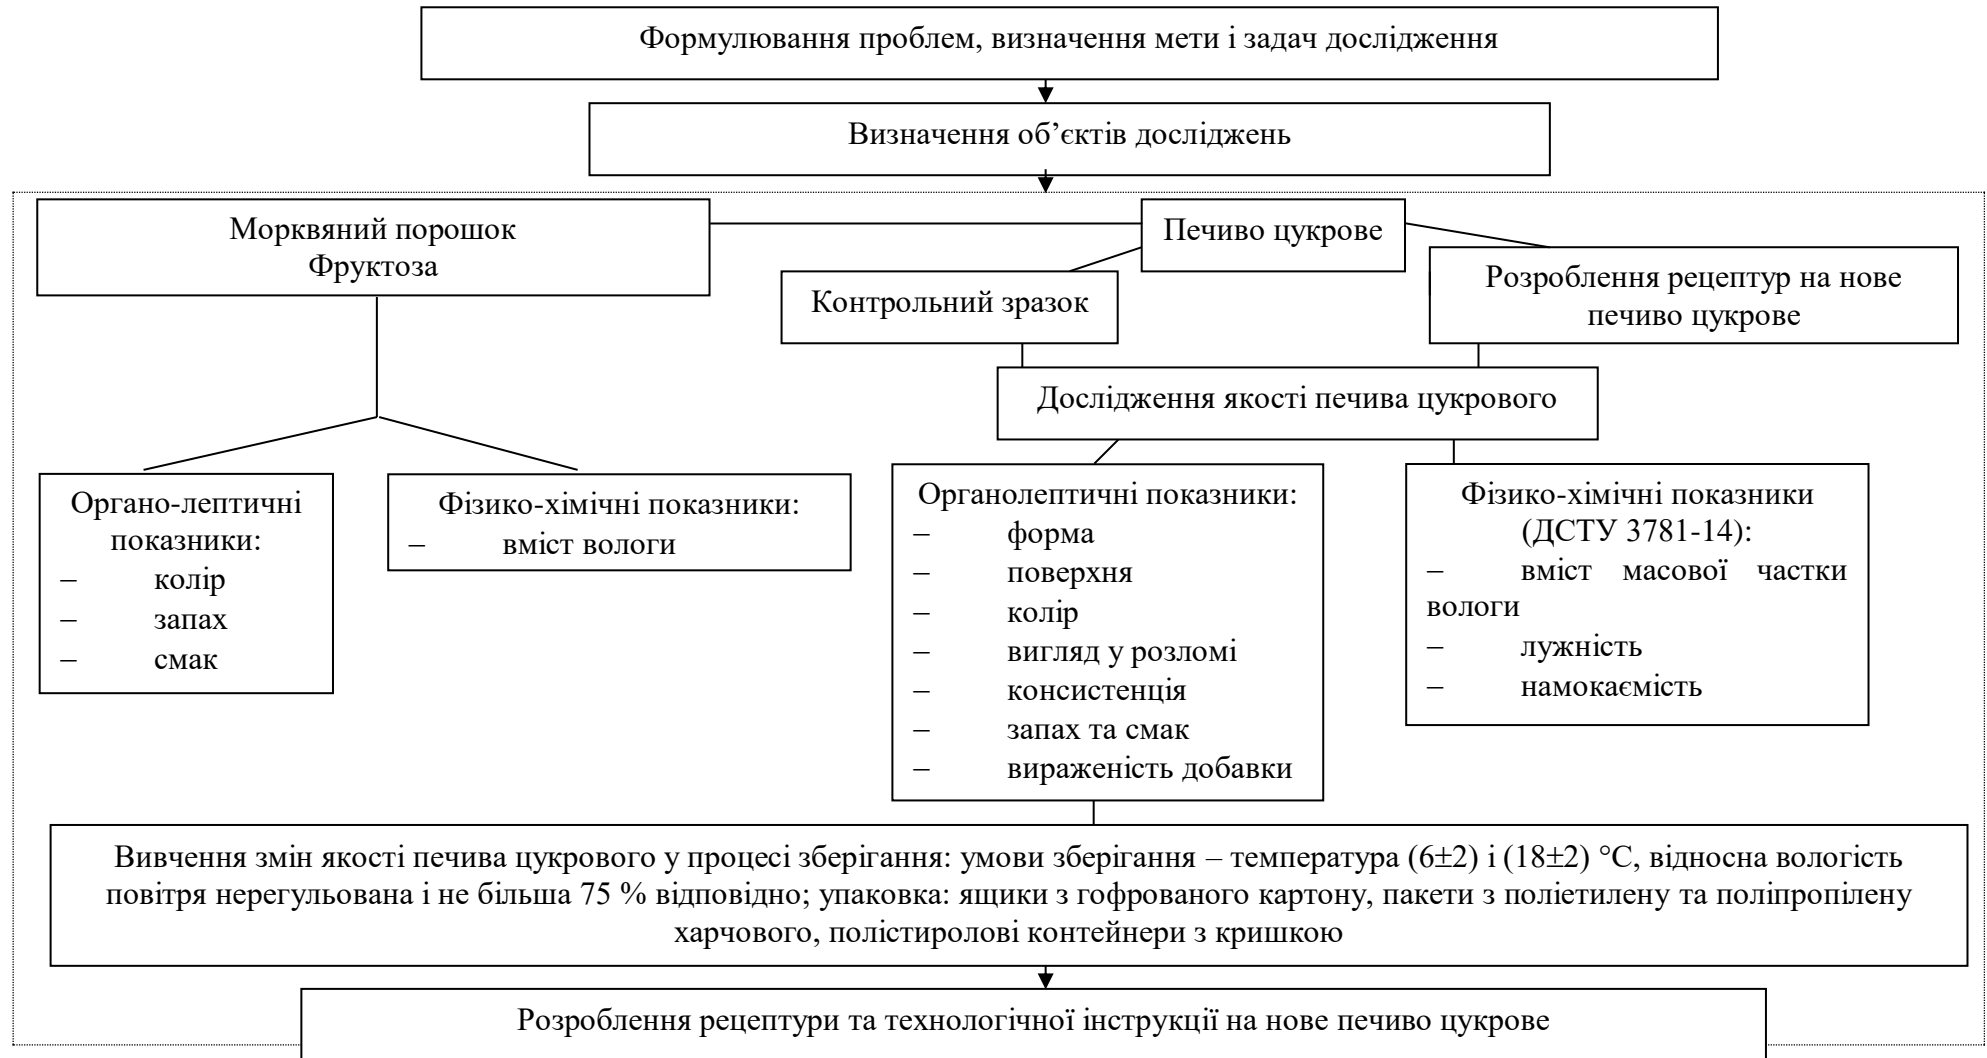 Формулювання проблем, визначення мети і задач дослідження
Визначення об’єктів досліджень
Морквяний порошок
Фруктоза
Печиво цукрове
Контрольний зразок
Розроблення рецептур на нове
печиво цукрове
Дослідження якості печива цукрового
Органо-лептичні
показники:
– колір
– запах
– смак
Фізико-хімічні показники:
– вміст вологи
Органолептичні показники:
– форма
– поверхня
– колір
– вигляд у розломі
– консистенція
– запах та смак
– вираженість добавки
Фізико-хімічні показники
(ДСТУ 3781-14):
– вміст масової частки
вологи
– лужність
– намокаємість
Вивчення змін якості печива цукрового у процесі зберігання: умови зберігання – температура (6±2) і (18±2) °С, відносна вологість
повітря нерегульована і не більша 75 % відповідно; упаковка: ящики з гофрованого картону, пакети з поліетилену та поліпропілену
харчового, полістиролові контейнери з кришкою
Розроблення рецептури та технологічної інструкції на нове печиво цукрове